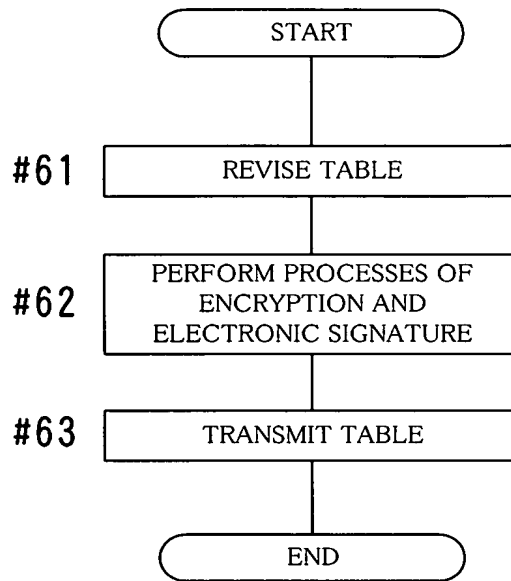 START
#61 REVISE TABLE
#62 PERFORM PROCESSES OF
ENCRYPTION AND
ELECTRONIC SIGNATURE
#63 TRANSMIT TABLE
END